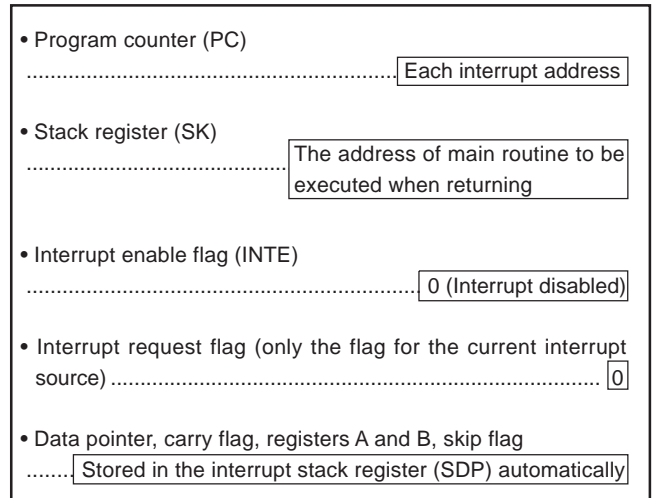 • Program counter (PC)
.............................................................. Each interrupt address
• Stack register (SK)
........................................... The address of main routine to be
executed when returning
• Interrupt enable flag (INTE)
.................................................................. 0 (Interrupt disabled)
• Interrupt request flag (only the flag for the current interrupt
source) .................................................................................. 0
• Data pointer, carry flag, registers A and B, skip flag
........ Stored in the interrupt stack register (SDP) automatically